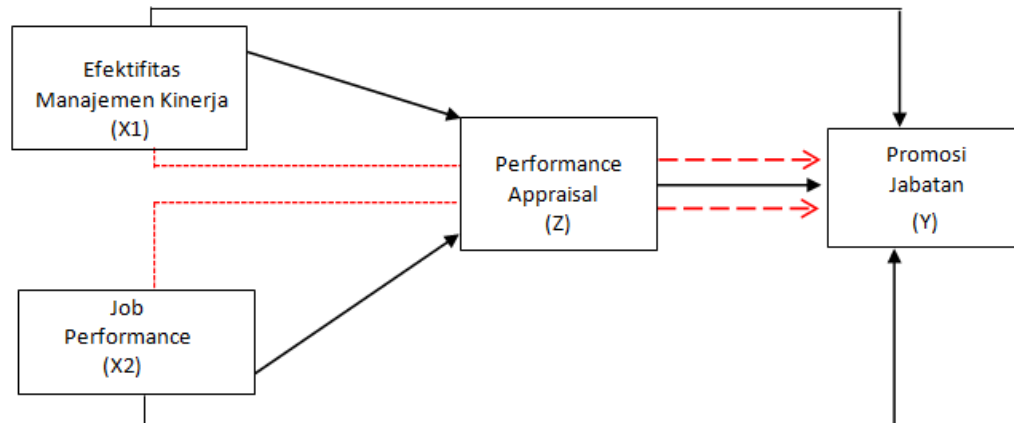 Efektifitas
Manajemen Kinerja
(X1)
Performance
Appraisal
(Z)
Promosi
Jabatan
(Y)
Job
Performance
(X2)